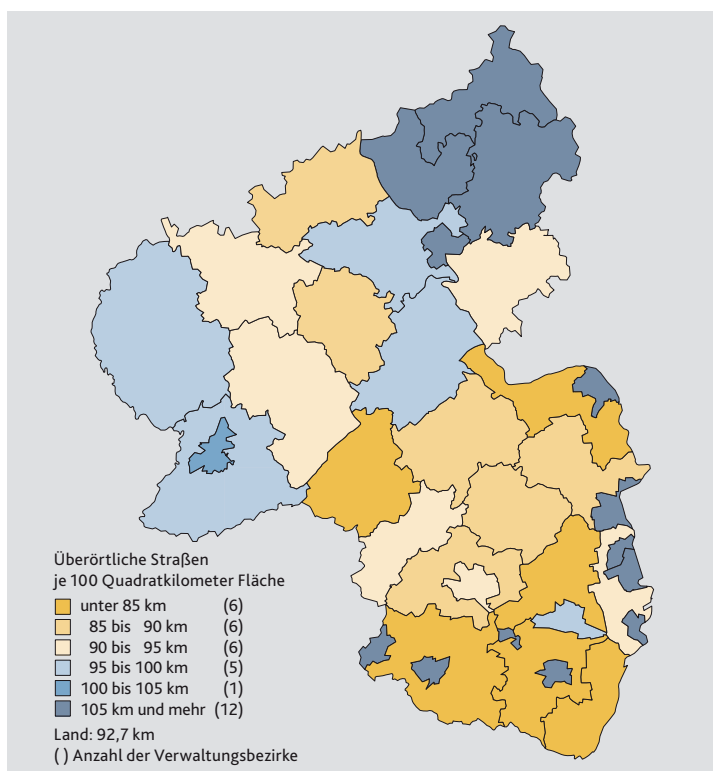 Überörtliche Straßen
je 100 Quadratkilometer Fläche
unter 85 km (6)
85 bis 90 km (6)
90 bis 95 km (6)
95 bis 100 km (5)
100 bis 105 km (1)
105 km und mehr (12)
Land: 92,7 km
( ) Anzahl der Verwaltungsbezirke